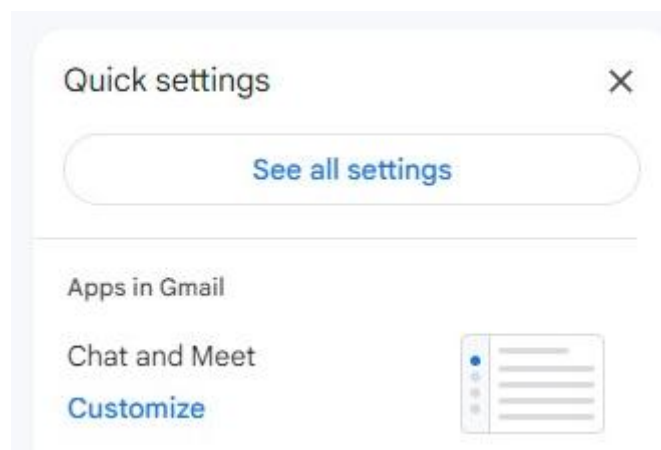 Quick settings
See all settings
Apps in Gmail
Chat and Meet
Customize